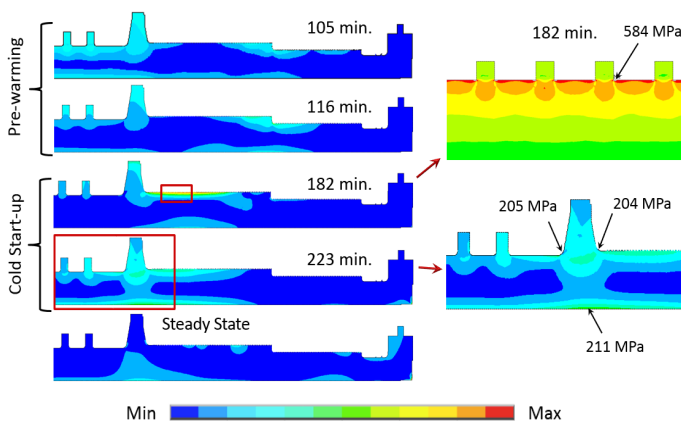 Pre-warming
105 min.
116 min.
Cold Start-up
182 min.
223 min.
Steady State
182 min.
584 MPa
205 MPa
204 MPa
211 MPa
Min
Max